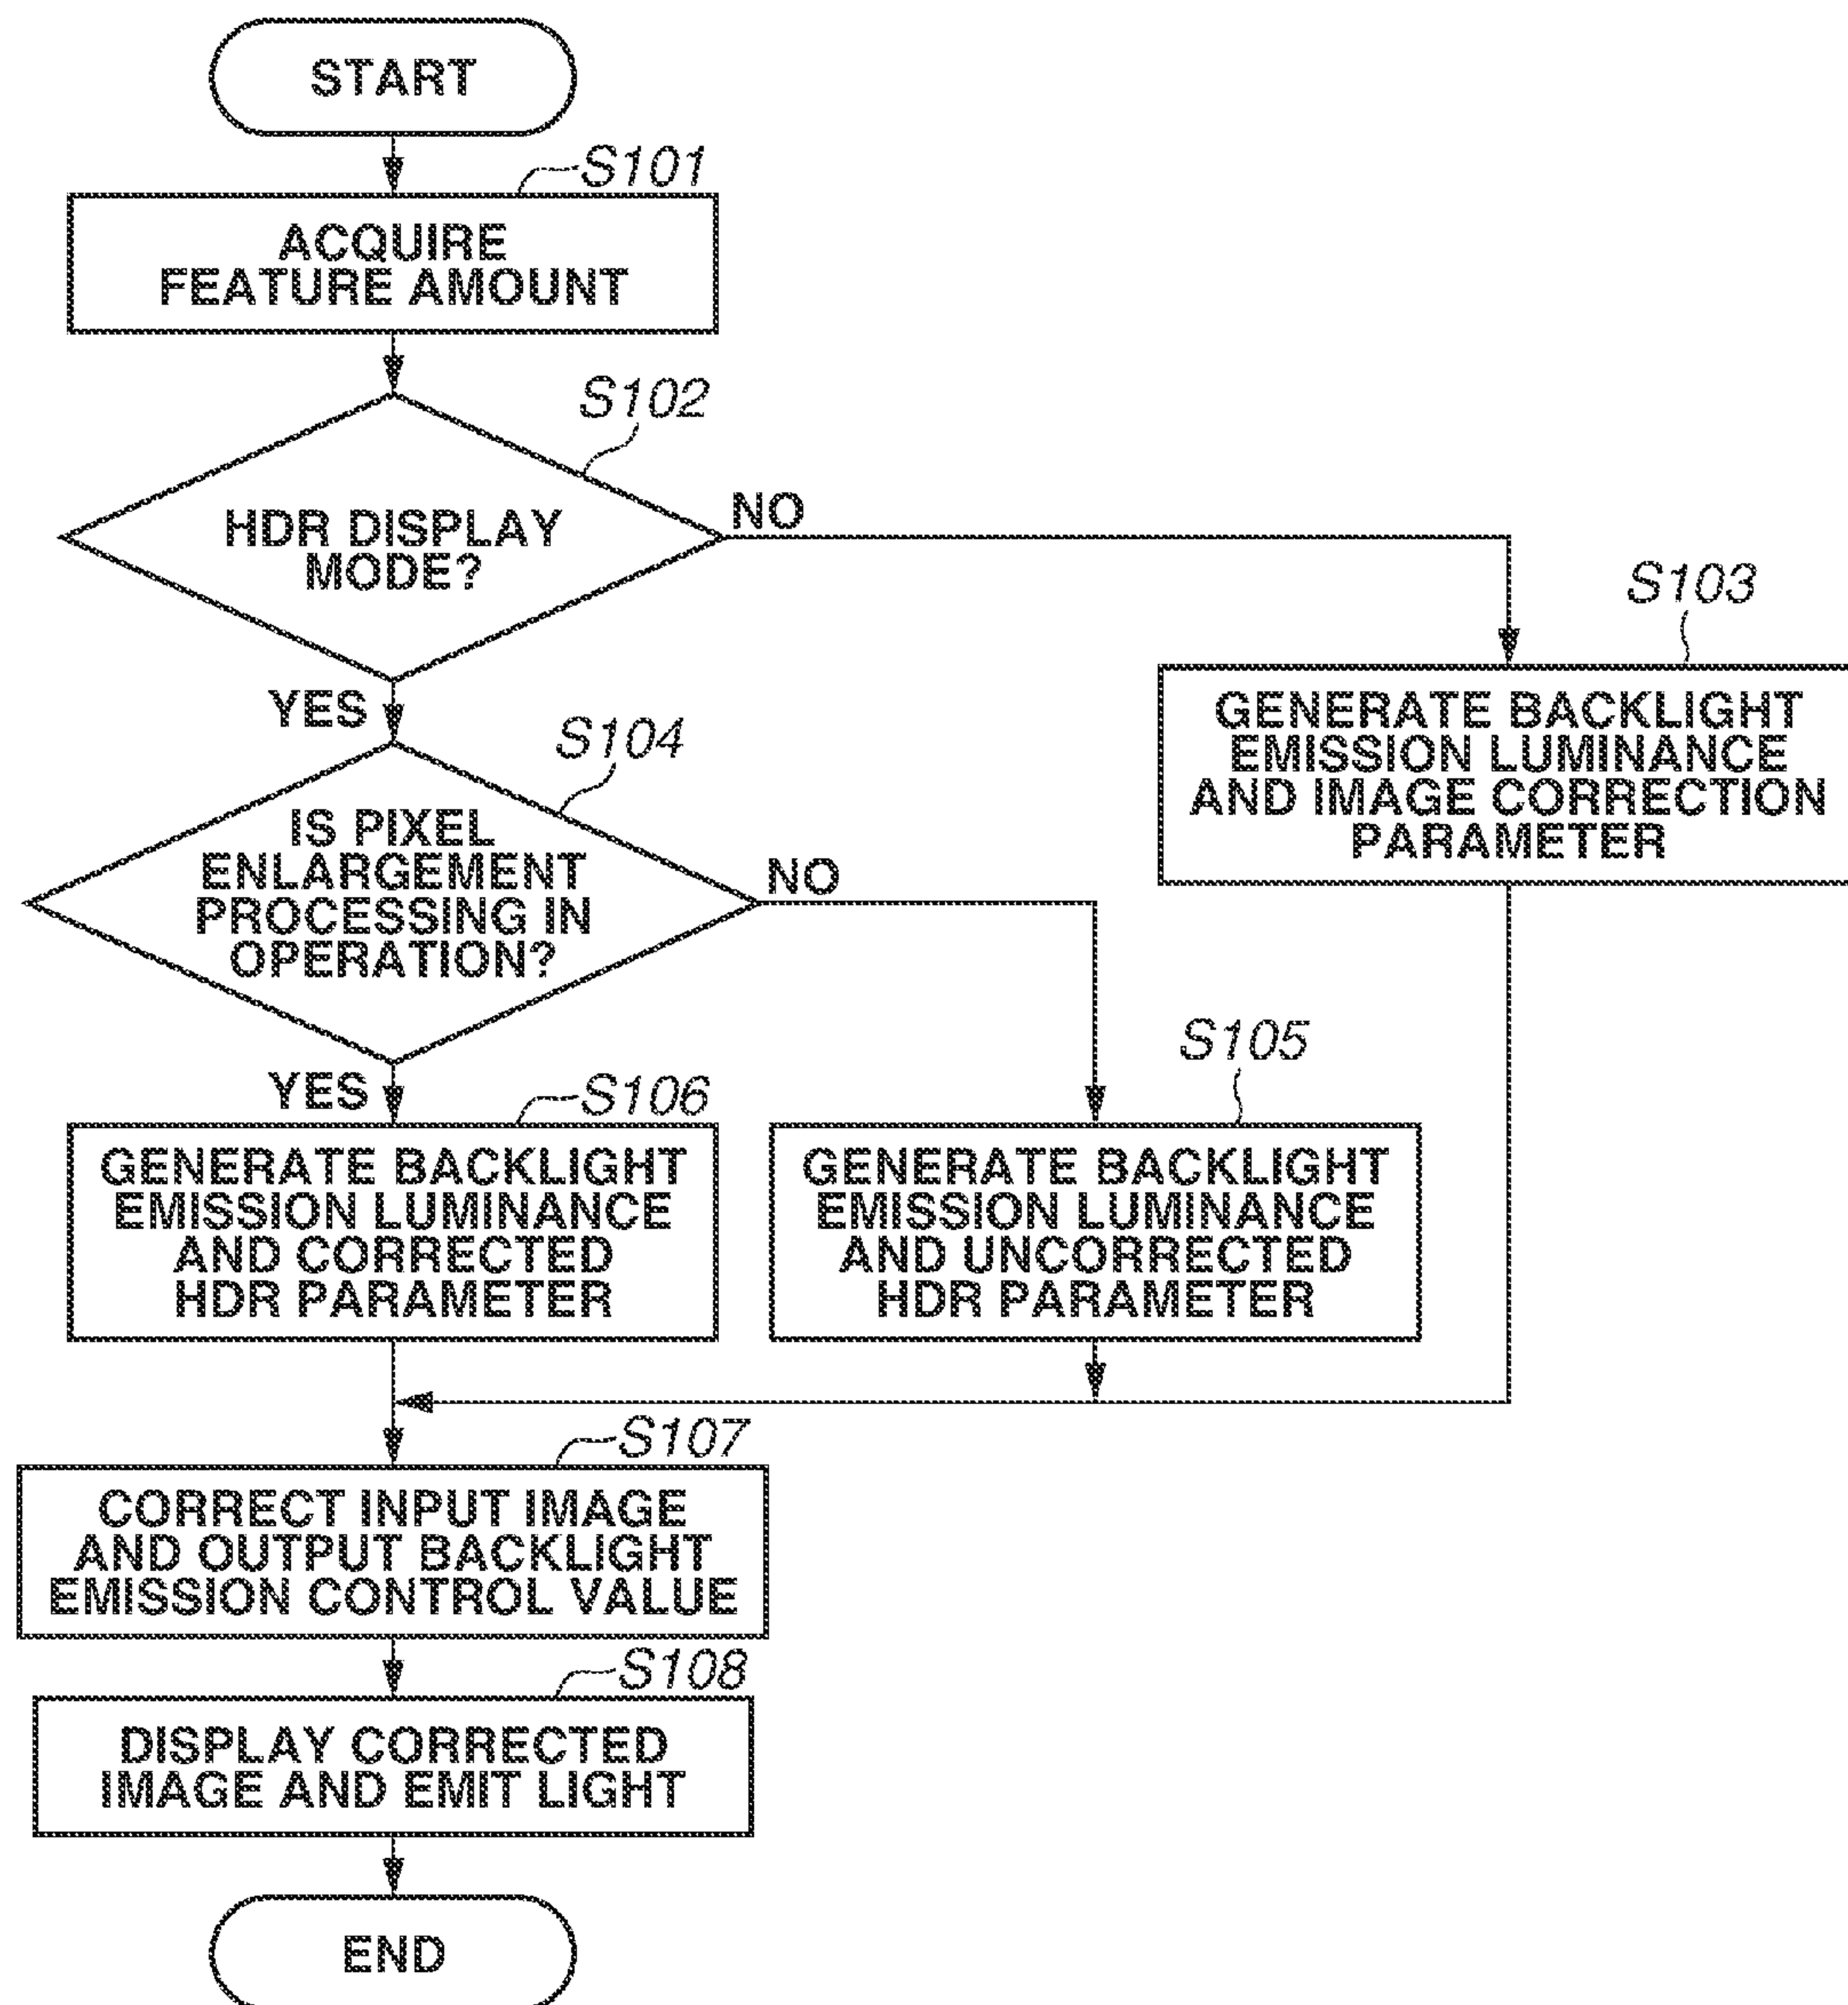 START
S101
ACQUIRE
FEATURE AMOUNT
S102
HDR DISPLAY
MODE?
NO
YES
S103
GENERATE BACKLIGHT
EMISSION LUMINANCE
AND IMAGE CORRECTION
PARAMETER
S104
IS PIXEL
ENLARGEMENT
PROCESSING IN
OPERATION?
NO
YES
S105
GENERATE BACKLIGHT
EMISSION LUMINANCE
AND UNCORRECTED
HDR PARAMETER
S106
GENERATE BACKLIGHT
EMISSION LUMINANCE
AND CORRECTED
HDR PARAMETER
S107
CORRECT INPUT IMAGE
AND OUTPUT BACKLIGHT
EMISSION CONTROL VALUE
S108
DISPLAY CORRECTED
IMAGE AND EMIT LIGHT
END